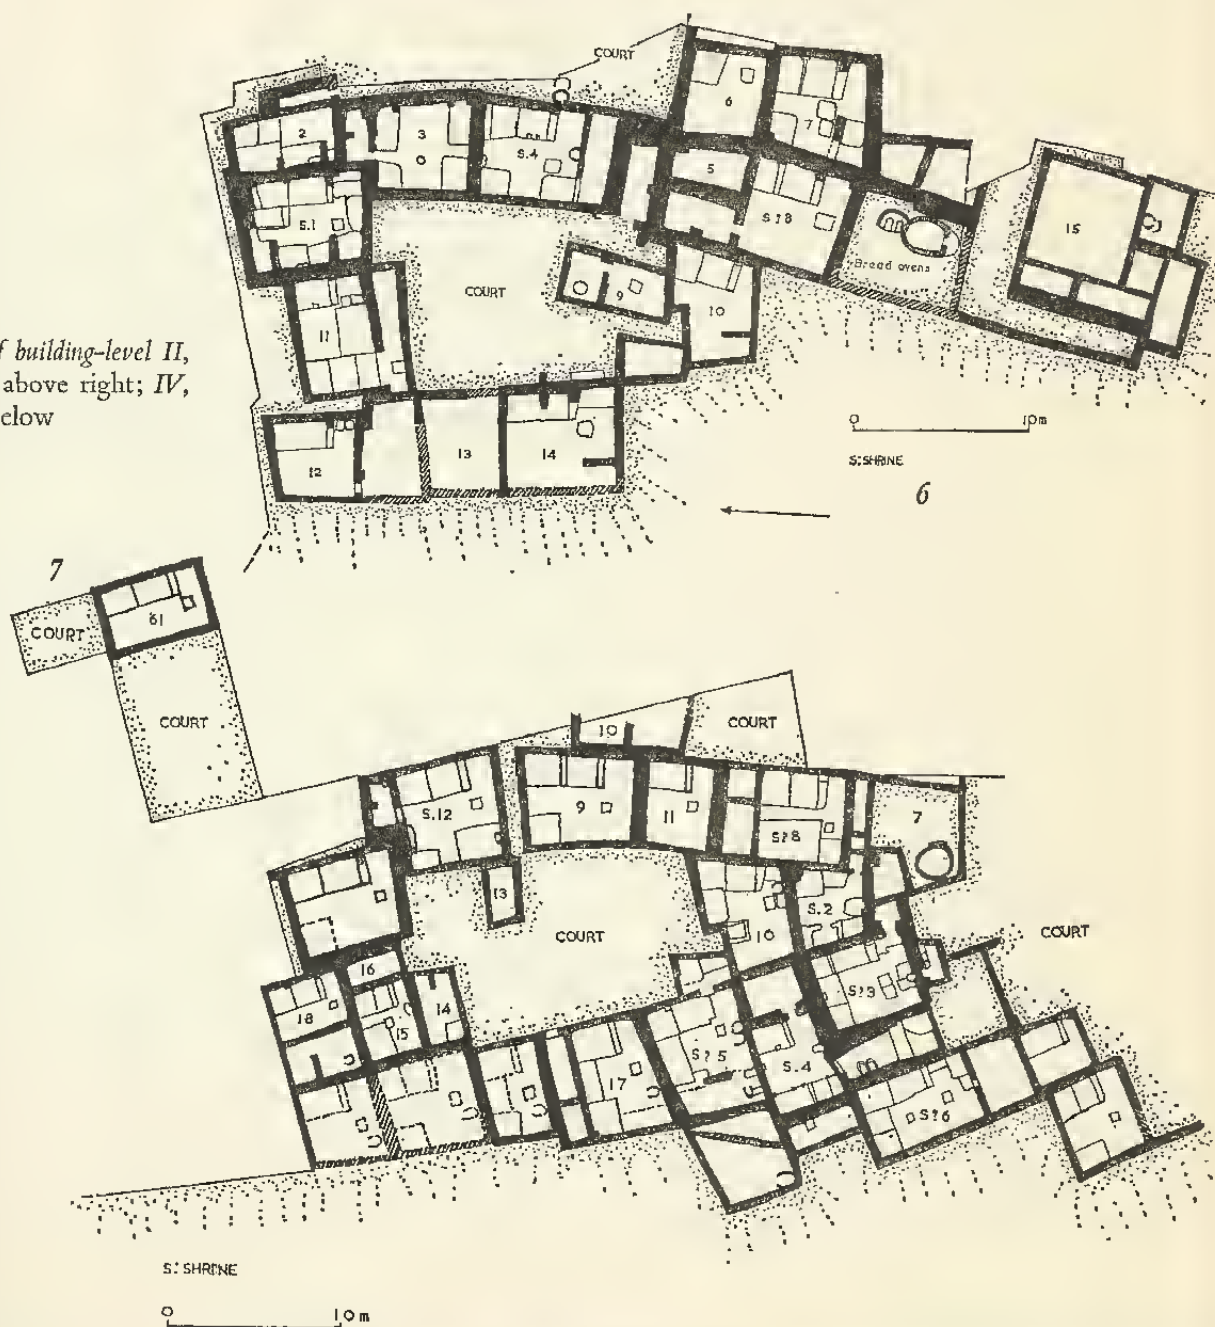 f building-level II,
above right; IV,
elow
COURT
2
3
S.4
6
7
5
S?8
S.1
Bread ovens
15
COURT
9
10
11
12
13
14
0 10m
S:SHRINE
6
7
COURT
61
COURT
10
COURT
S.12
9
11
S?8
7
13
COURT
10
S.2
COURT
16
S?3
18
15
14
17
S?5
S.4
S?6
S:SHRINE
0 10m